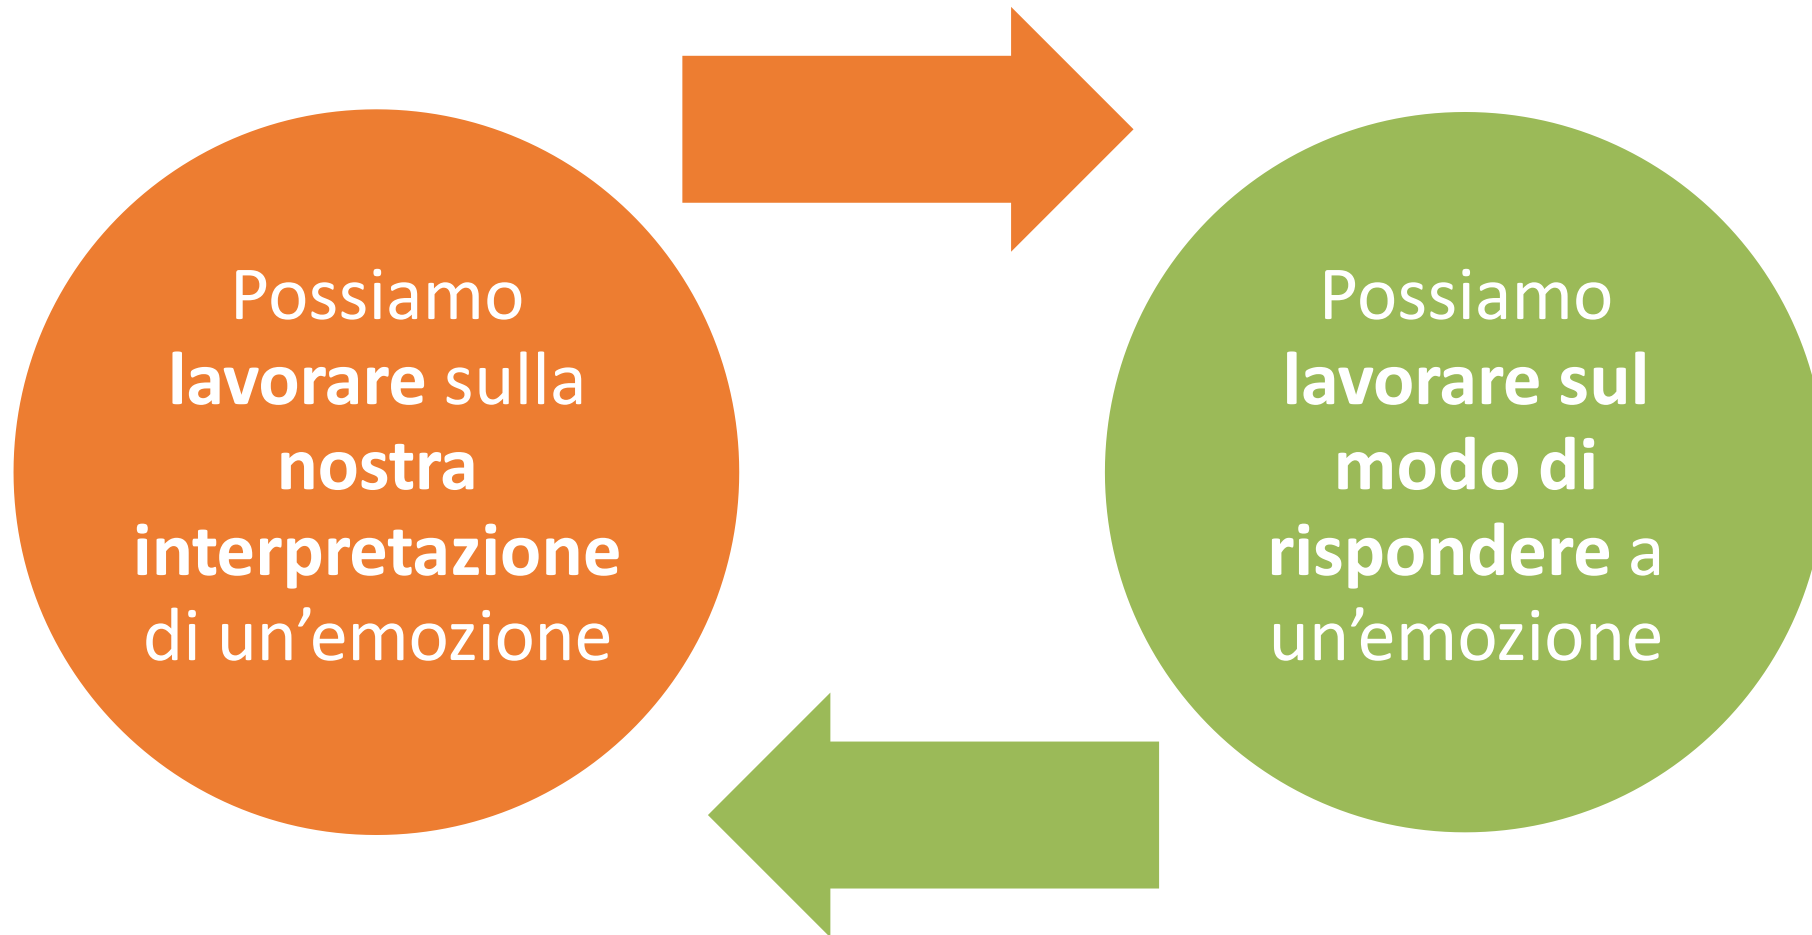 Possiamo
lavorare sulla
nostra
interpretazione
di un’emozione
Possiamo
lavorare sul
modo di
rispondere a
un’emozione